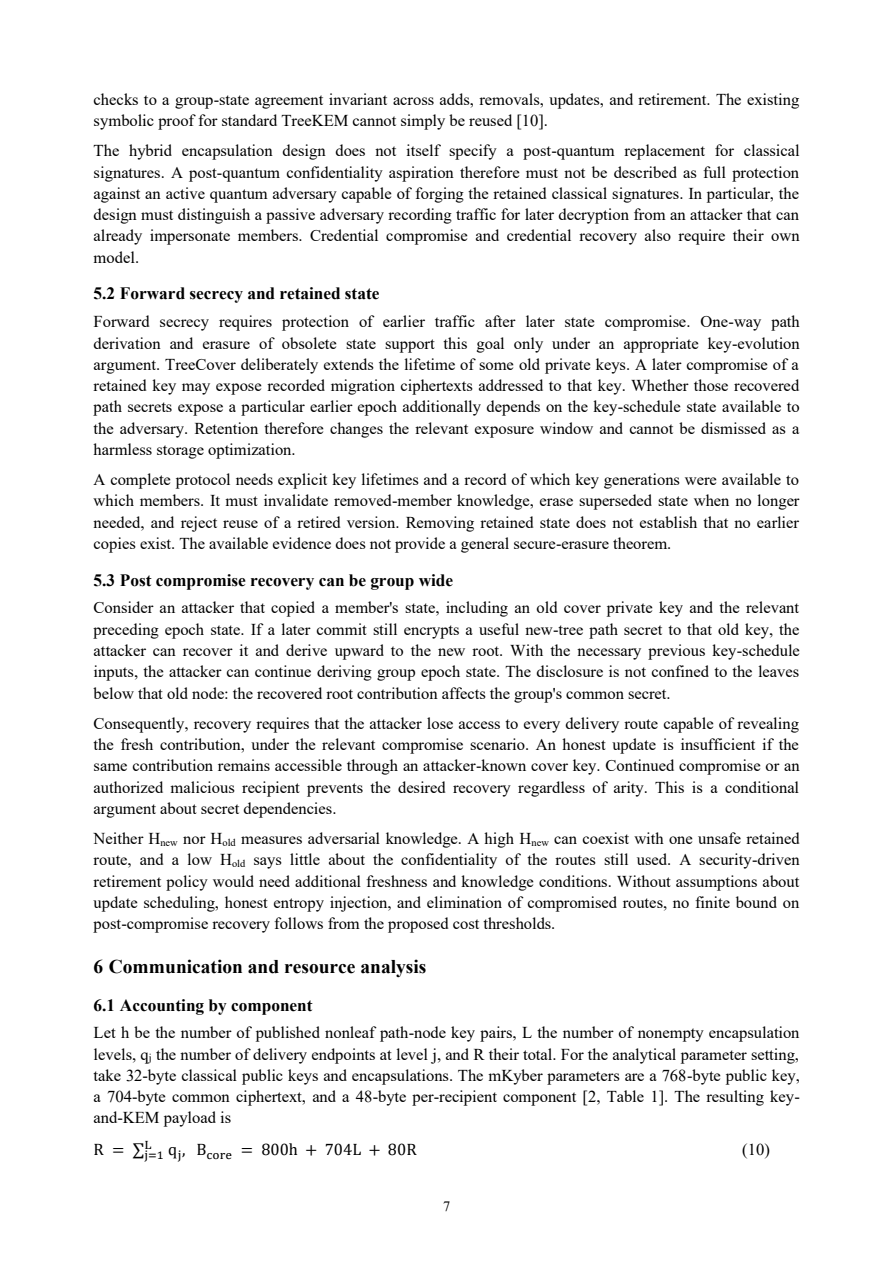 checks to a group-state agreement invariant across adds, removals, updates, and retirement. The existing
symbolic proof for standard TreeKEM cannot simply be reused [10].
The hybrid encapsulation design does not itself specify a post-quantum replacement for classical
signatures. A post-quantum confidentiality aspiration therefore must not be described as full protection
against an active quantum adversary capable of forging the retained classical signatures. In particular, the
design must distinguish a passive adversary recording traffic for later decryption from an attacker that can
already impersonate members. Credential compromise and credential recovery also require their own
model.
5.2 Forward secrecy and retained state
Forward secrecy requires protection of earlier traffic after later state compromise. One-way path
derivation and erasure of obsolete state support this goal only under an appropriate key-evolution
argument. TreeCover deliberately extends the lifetime of some old private keys. A later compromise of a
retained key may expose recorded migration ciphertexts addressed to that key. Whether those recovered
path secrets expose a particular earlier epoch additionally depends on the key-schedule state available to
the adversary. Retention therefore changes the relevant exposure window and cannot be dismissed as a
harmless storage optimization.
A complete protocol needs explicit key lifetimes and a record of which key generations were available to
which members. It must invalidate removed-member knowledge, erase superseded state when no longer
needed, and reject reuse of a retired version. Removing retained state does not establish that no earlier
copies exist. The available evidence does not provide a general secure-erasure theorem.
5.3 Post compromise recovery can be group wide
Consider an attacker that copied a member's state, including an old cover private key and the relevant
preceding epoch state. If a later commit still encrypts a useful new-tree path secret to that old key, the
attacker can recover it and derive upward to the new root. With the necessary previous key-schedule
inputs, the attacker can continue deriving group epoch state. The disclosure is not confined to the leaves
below that old node: the recovered root contribution affects the group's common secret.
Consequently, recovery requires that the attacker lose access to every delivery route capable of revealing
the fresh contribution, under the relevant compromise scenario. An honest update is insufficient if the
same contribution remains accessible through an attacker-known cover key. Continued compromise or an
authorized malicious recipient prevents the desired recovery regardless of arity. This is a conditional
argument about secret dependencies.
Neither H_new nor H_old measures adversarial knowledge. A high H_new can coexist with one unsafe retained
route, and a low H_old says little about the confidentiality of the routes still used. A security-driven
retirement policy would need additional freshness and knowledge conditions. Without assumptions about
update scheduling, honest entropy injection, and elimination of compromised routes, no finite bound on
post-compromise recovery follows from the proposed cost thresholds.
6 Communication and resource analysis
6.1 Accounting by component
Let h be the number of published nonleaf path-node key pairs, L the number of nonempty encapsulation
levels, q_j the number of delivery endpoints at level j, and R their total. For the analytical parameter setting,
take 32-byte classical public keys and encapsulations. The mKyber parameters are a 768-byte public key,
a 704-byte common ciphertext, and a 48-byte per-recipient component [2, Table 1]. The resulting key-
and-KEM payload is
R = ∑_{j=1}^{L} q_j, B_core = 800h + 704L + 80R (10)
7